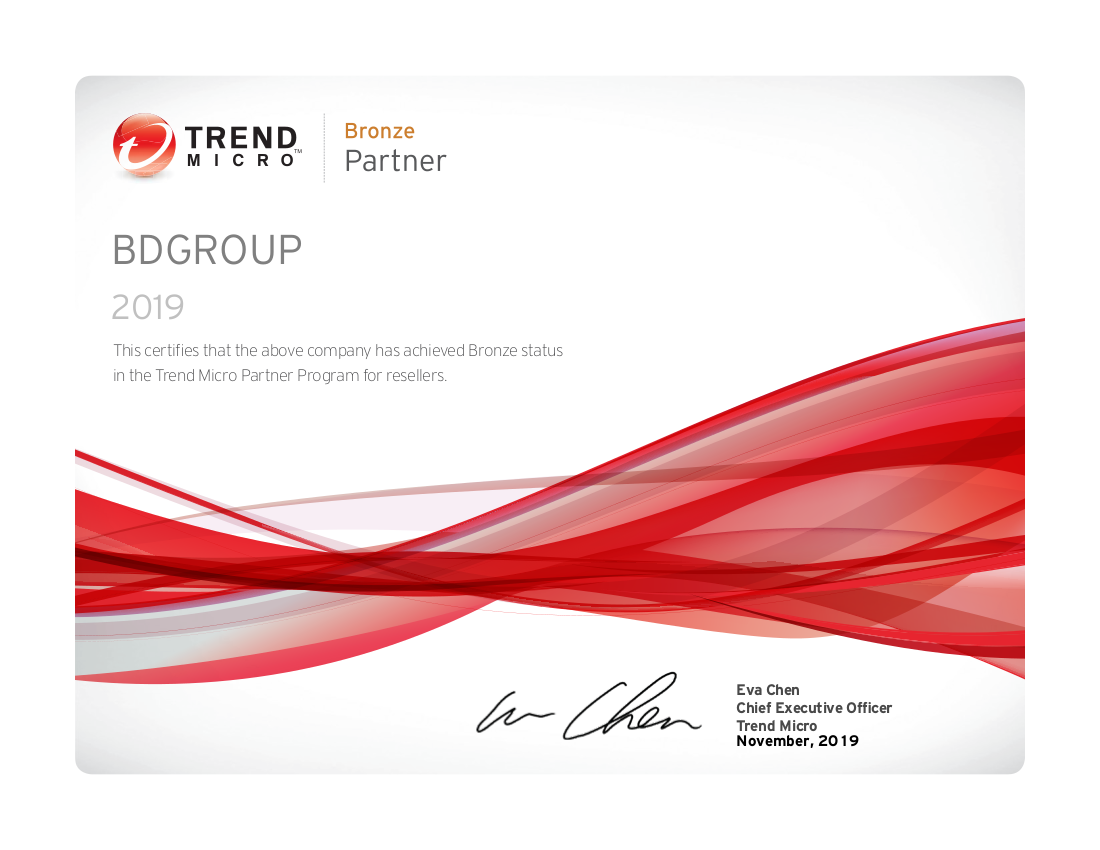 TREND
MICRO™
Bronze
Partner
BDGROUP
2019
This certifies that the above company has achieved Bronze status
in the Trend Micro Partner Program for resellers.
Eva Chen
Chief Executive Officer
Trend Micro
November, 2019